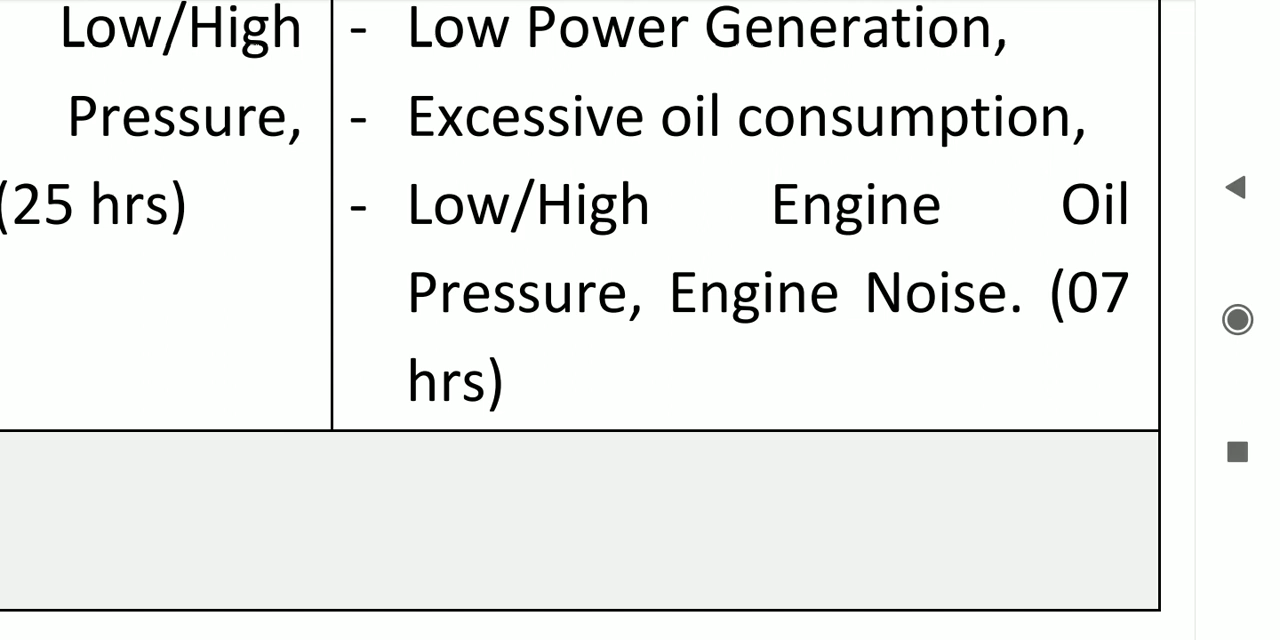 Low/High
Pressure,
(25 hrs)
- Low Power Generation,
- Excessive oil consumption,
- Low/High Engine Oil
Pressure, Engine Noise. (07
hrs)